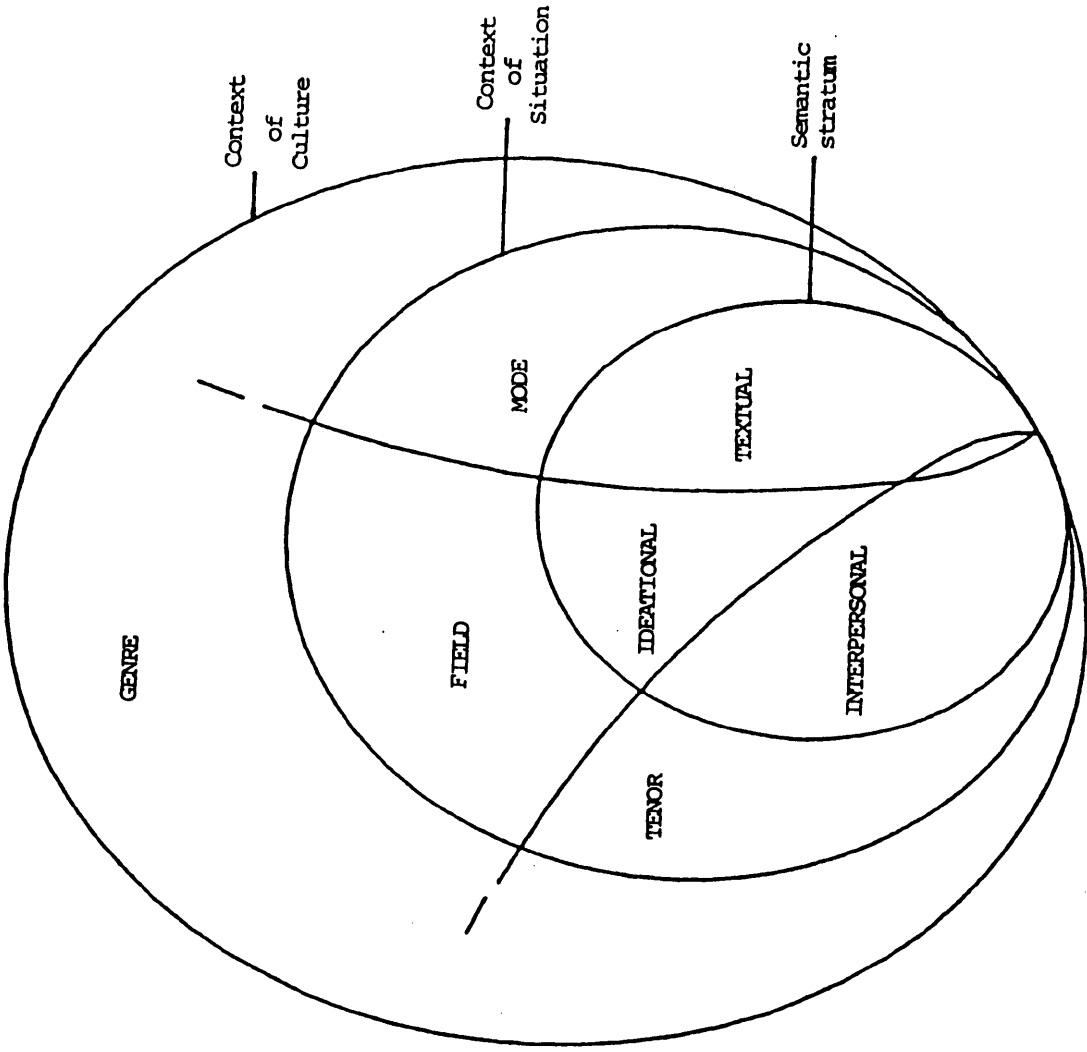 GENRE
FIELD
TENOR
MODE
IDEATIONAL
TEXTUAL
INTERPERSONAL
Context
of
Culture
Context
of
Situation
Semantic
stratum